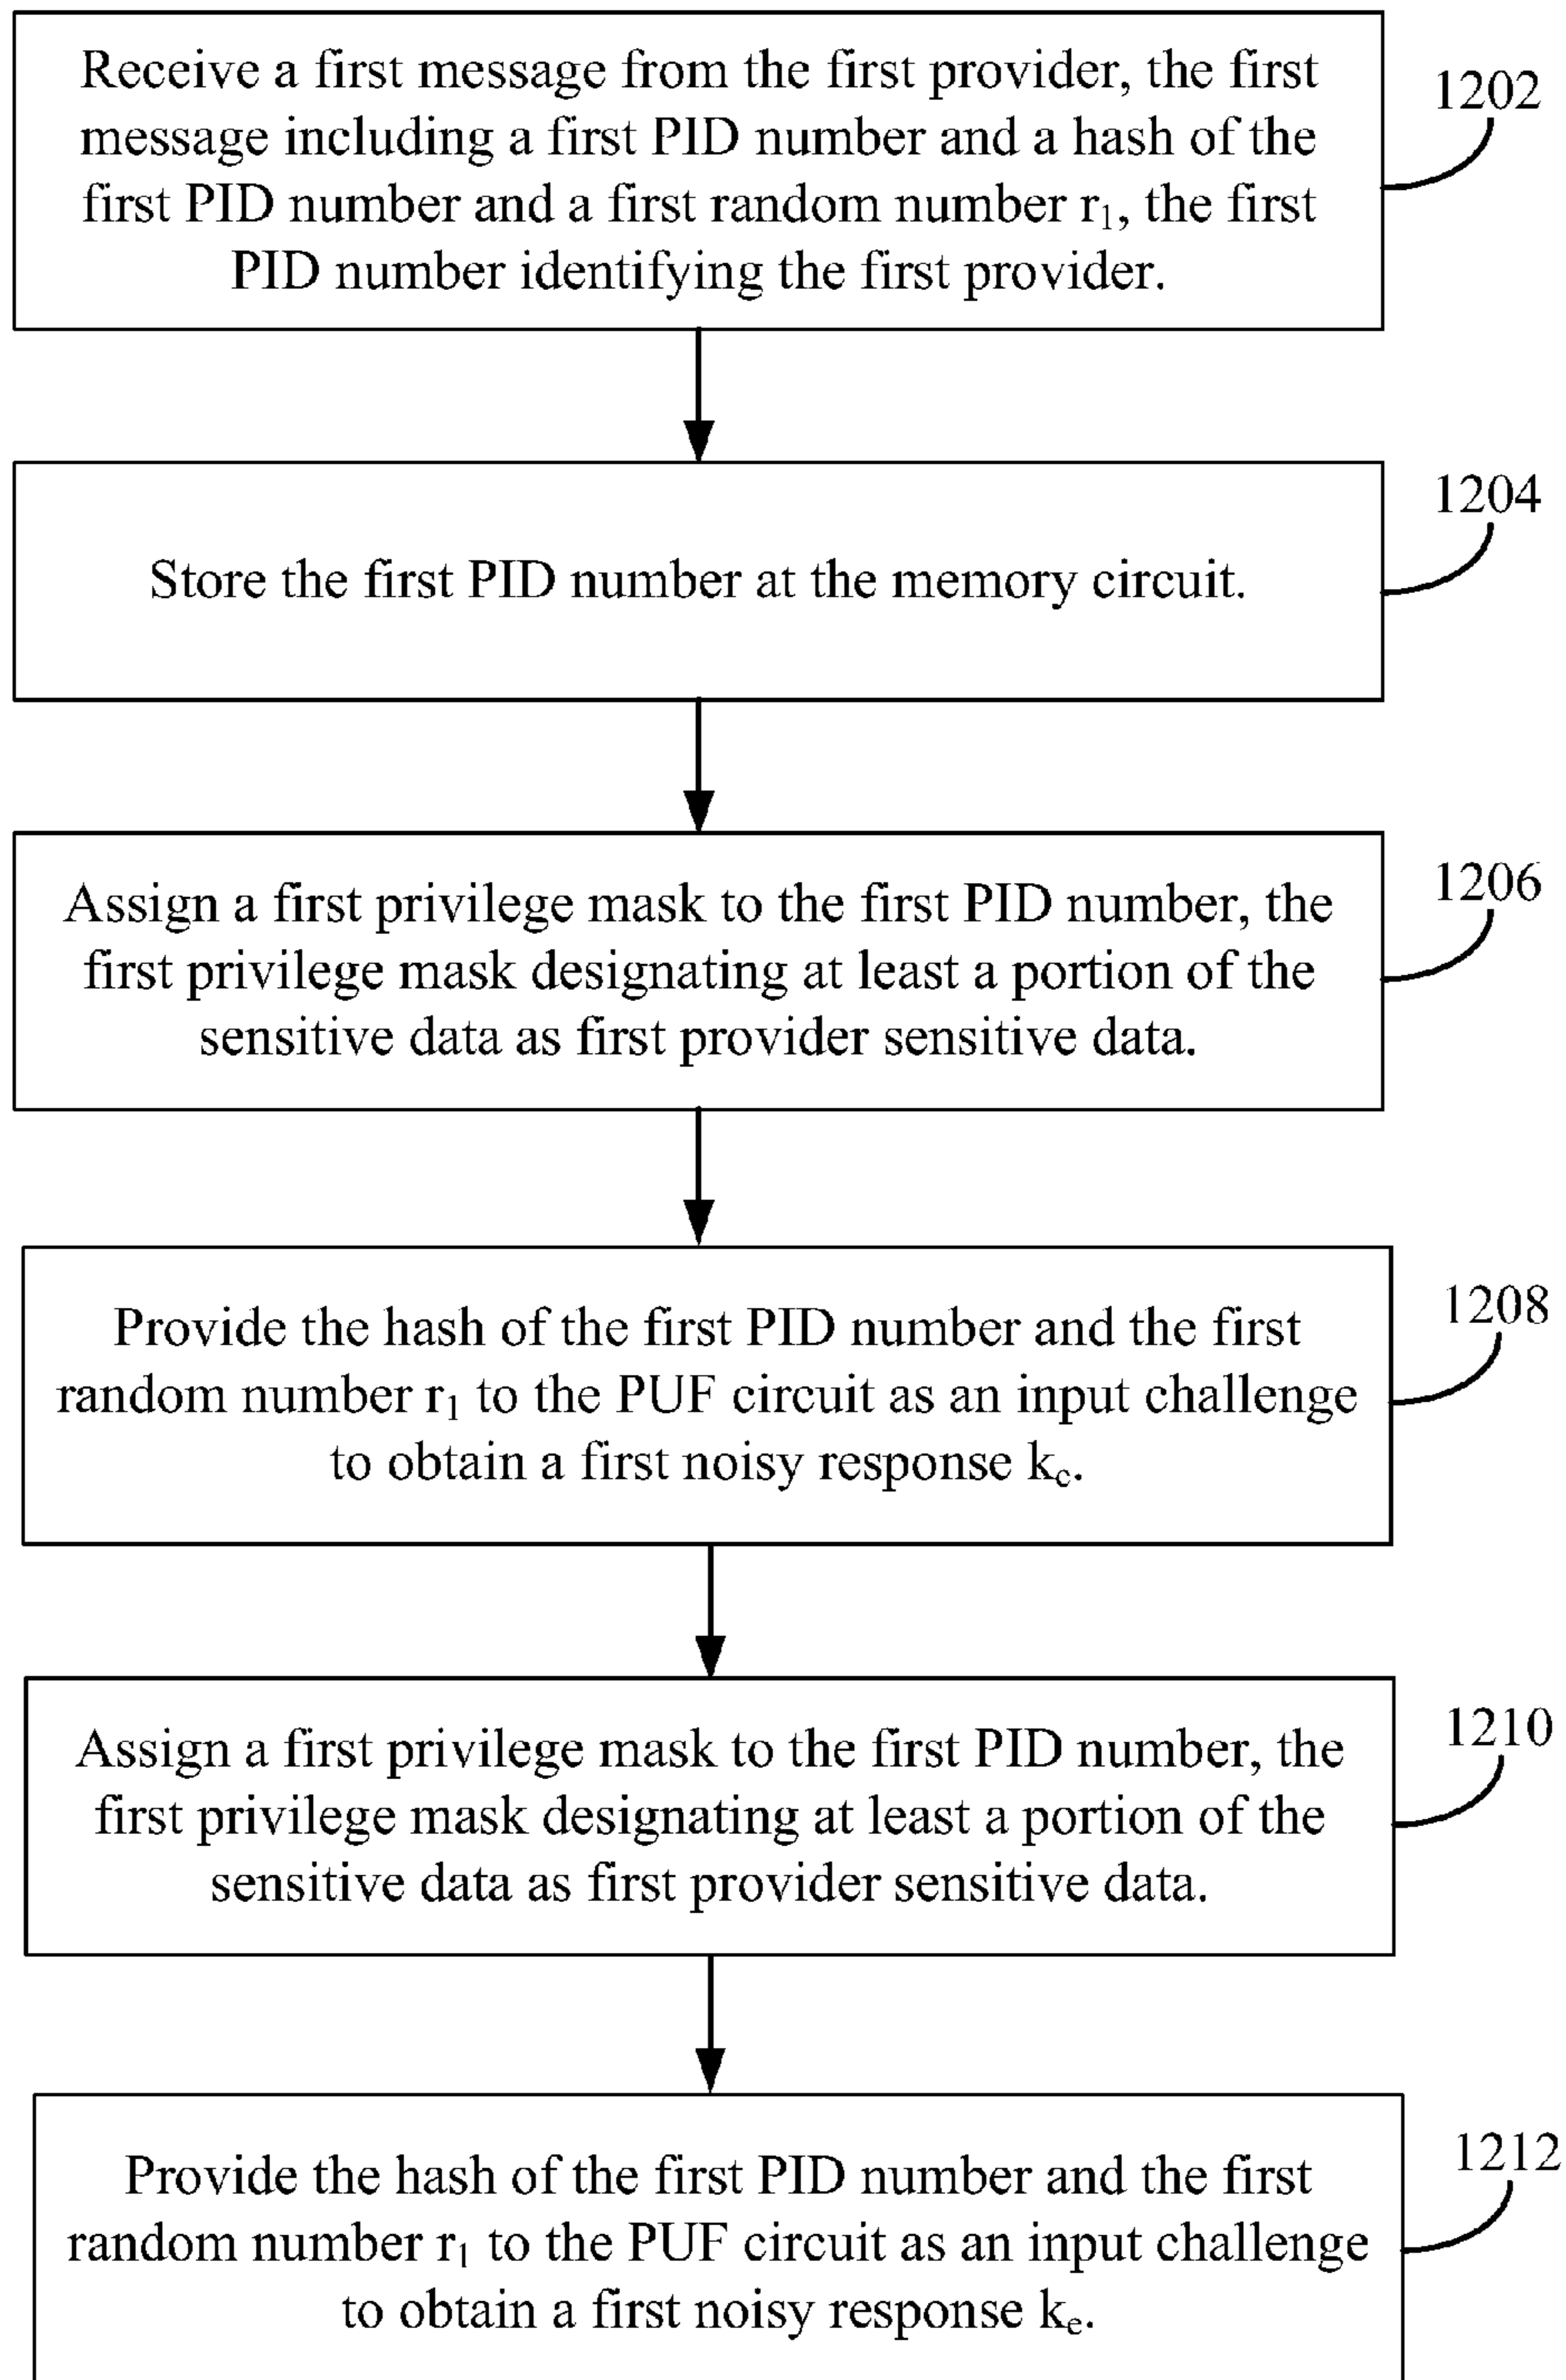 Receive a first message from the first provider, the first
message including a first PID number and a hash of the
first PID number and a first random number r₁, the first
PID number identifying the first provider.
1202
Store the first PID number at the memory circuit.
1204
Assign a first privilege mask to the first PID number, the
first privilege mask designating at least a portion of the
sensitive data as first provider sensitive data.
1206
Provide the hash of the first PID number and the first
random number r₁ to the PUF circuit as an input challenge
to obtain a first noisy response kc.
1208
Assign a first privilege mask to the first PID number, the
first privilege mask designating at least a portion of the
sensitive data as first provider sensitive data.
1210
Provide the hash of the first PID number and the first
random number r₁ to the PUF circuit as an input challenge
to obtain a first noisy response kₑ.
1212